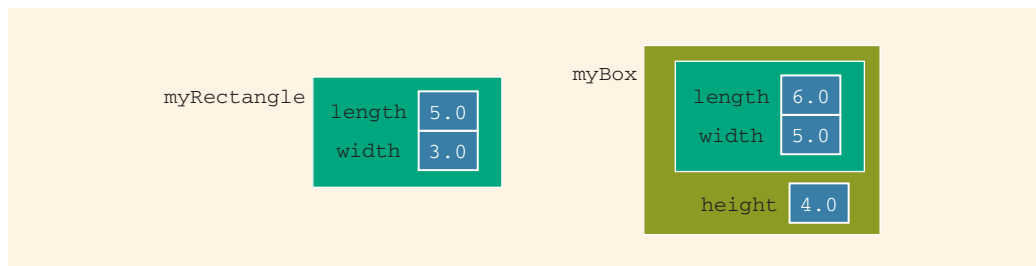 myRectangle
length 5.0
width 3.0
myBox
length 6.0
width 5.0
height 4.0